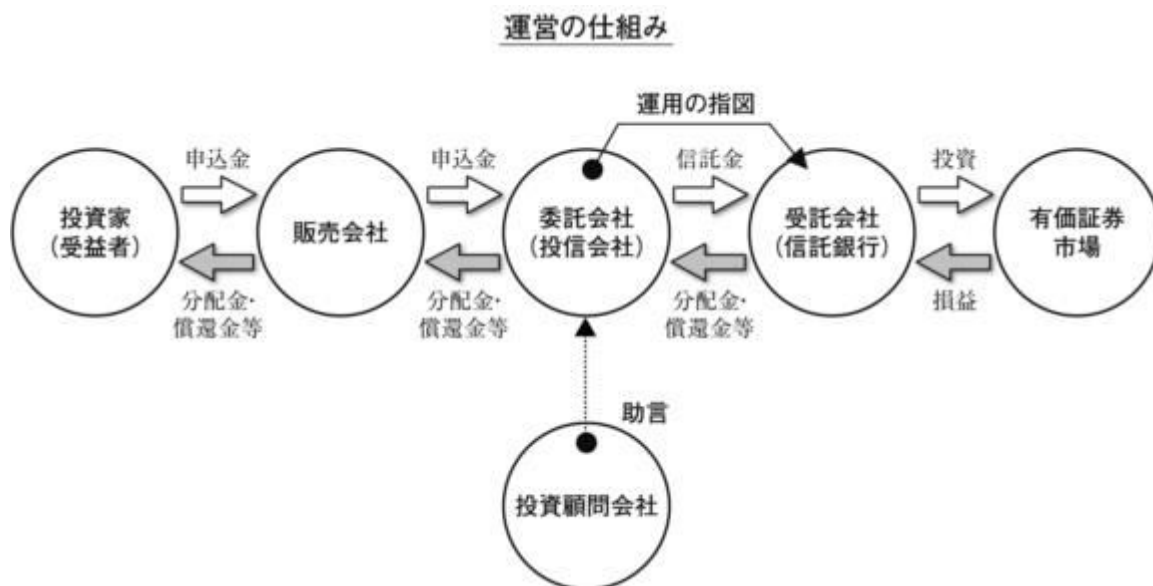 運営の仕組み
運用の指図
申込金
申込金
信託金
投資
投資家
（受益者）
販売会社
委託会社
（投信会社）
受託会社
（信託銀行）
有価証券
市場
分配金・
償還金等
分配金・
償還金等
分配金・
償還金等
損益
助言
投資顧問会社